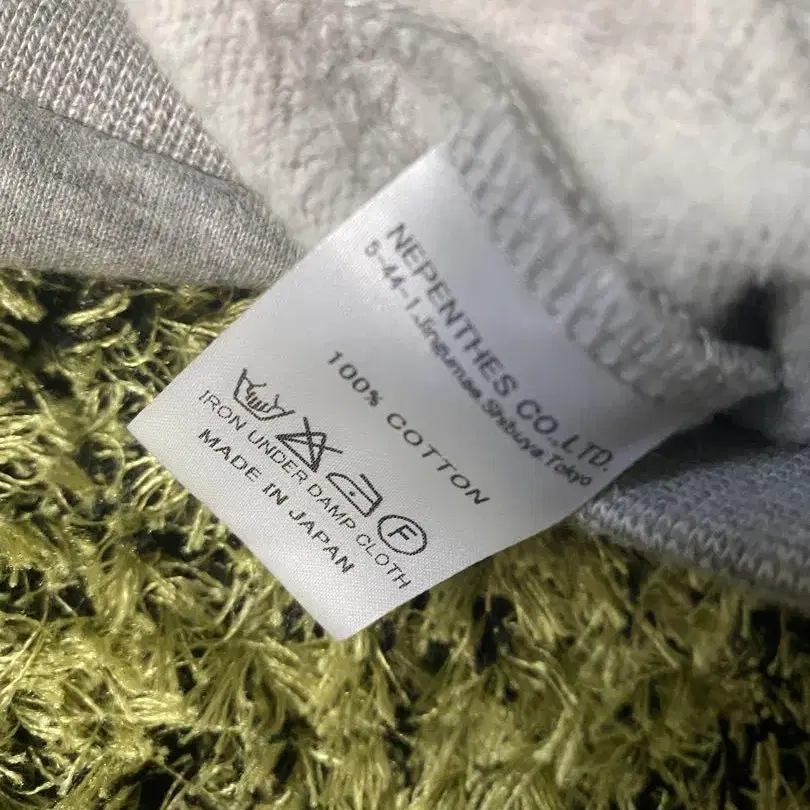 NEPENTHES CO.,LTD.
5-44-1 Jingumae Shibuya Tokyo
100% COTTON
F
IRON UNDER DAMP CLOTH
MADE IN JAPAN